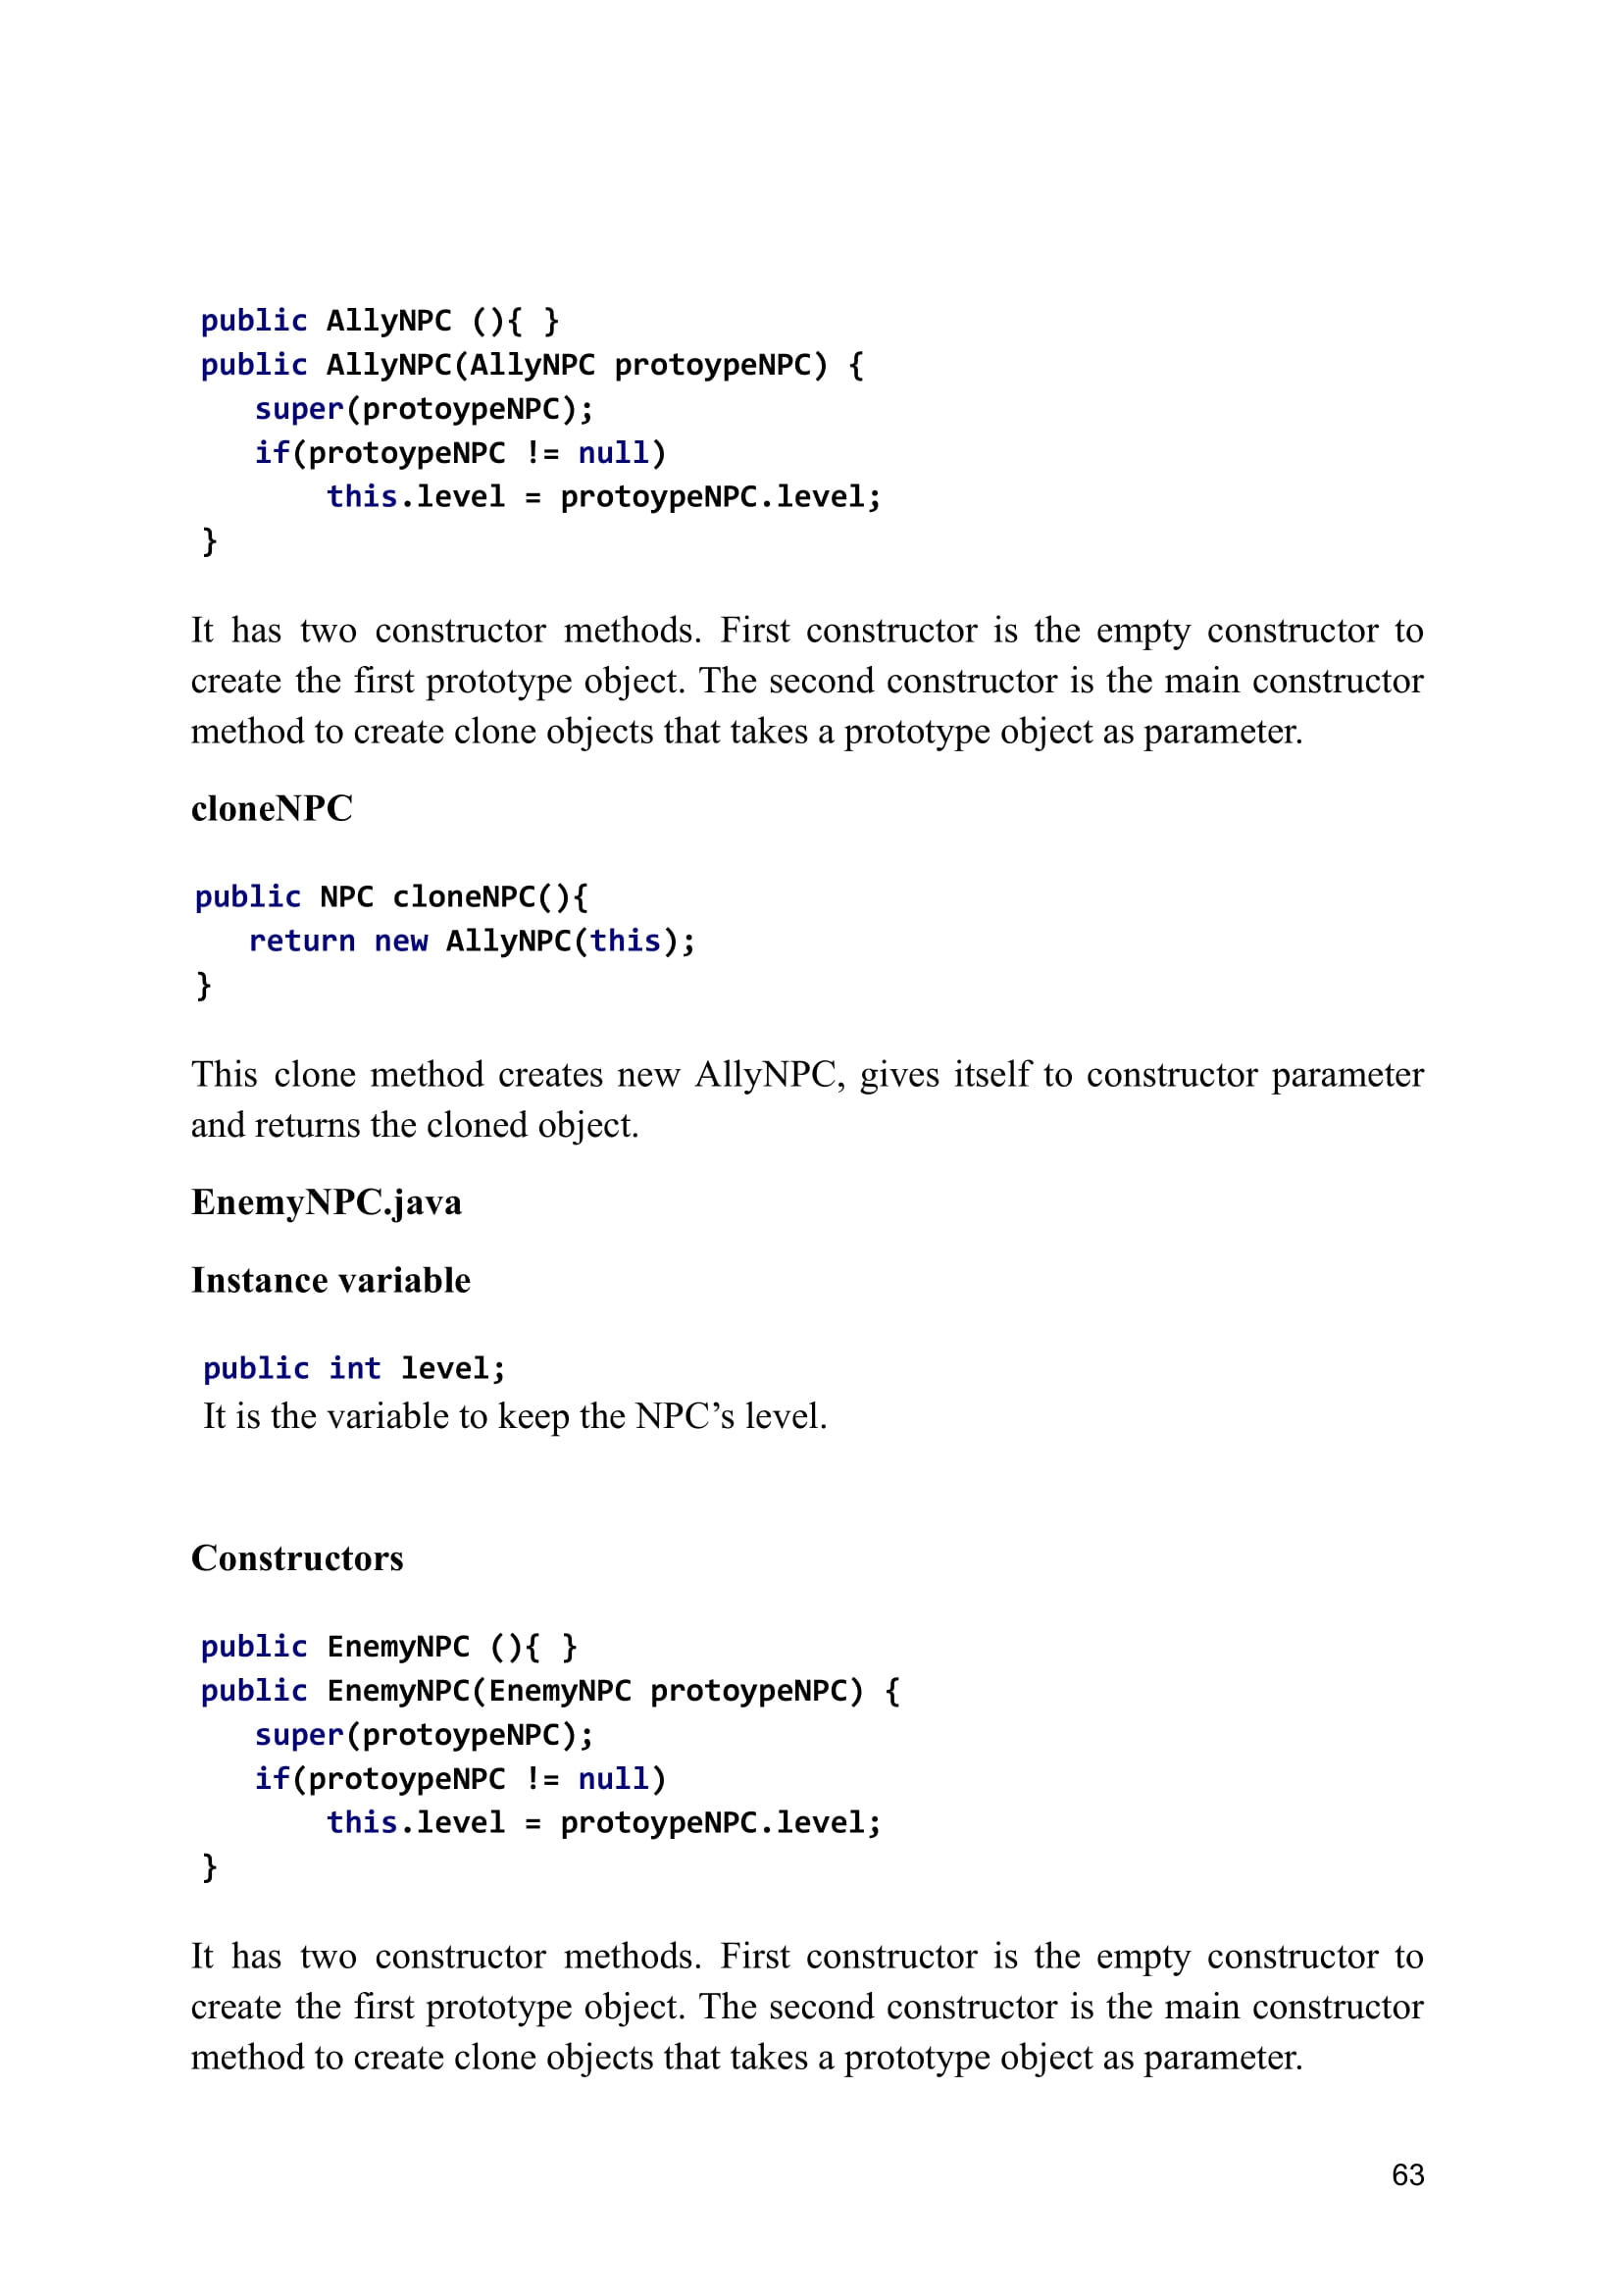 public AllyNPC (){ }
public AllyNPC(AllyNPC protoypeNPC) {
super(protoypeNPC);
if(protoypeNPC != null)
this.level = protoypeNPC.level;
}
It has two constructor methods. First constructor is the empty constructor to
create the first prototype object. The second constructor is the main constructor
method to create clone objects that takes a prototype object as parameter.
cloneNPC
public NPC cloneNPC(){
return new AllyNPC(this);
}
This clone method creates new AllyNPC, gives itself to constructor parameter
and returns the cloned object.
EnemyNPC.java
Instance variable
public int level;
It is the variable to keep the NPC’s level.
Constructors
public EnemyNPC (){ }
public EnemyNPC(EnemyNPC protoypeNPC) {
super(protoypeNPC);
if(protoypeNPC != null)
this.level = protoypeNPC.level;
}
It has two constructor methods. First constructor is the empty constructor to
create the first prototype object. The second constructor is the main constructor
method to create clone objects that takes a prototype object as parameter.
63